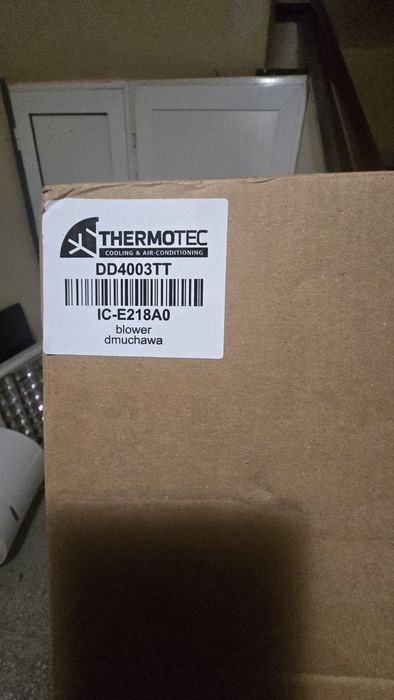 THERMOTEC
COOLING & AIR-CONDITIONING
DD4003TT
IC-E218A0
blower
dmuchawa